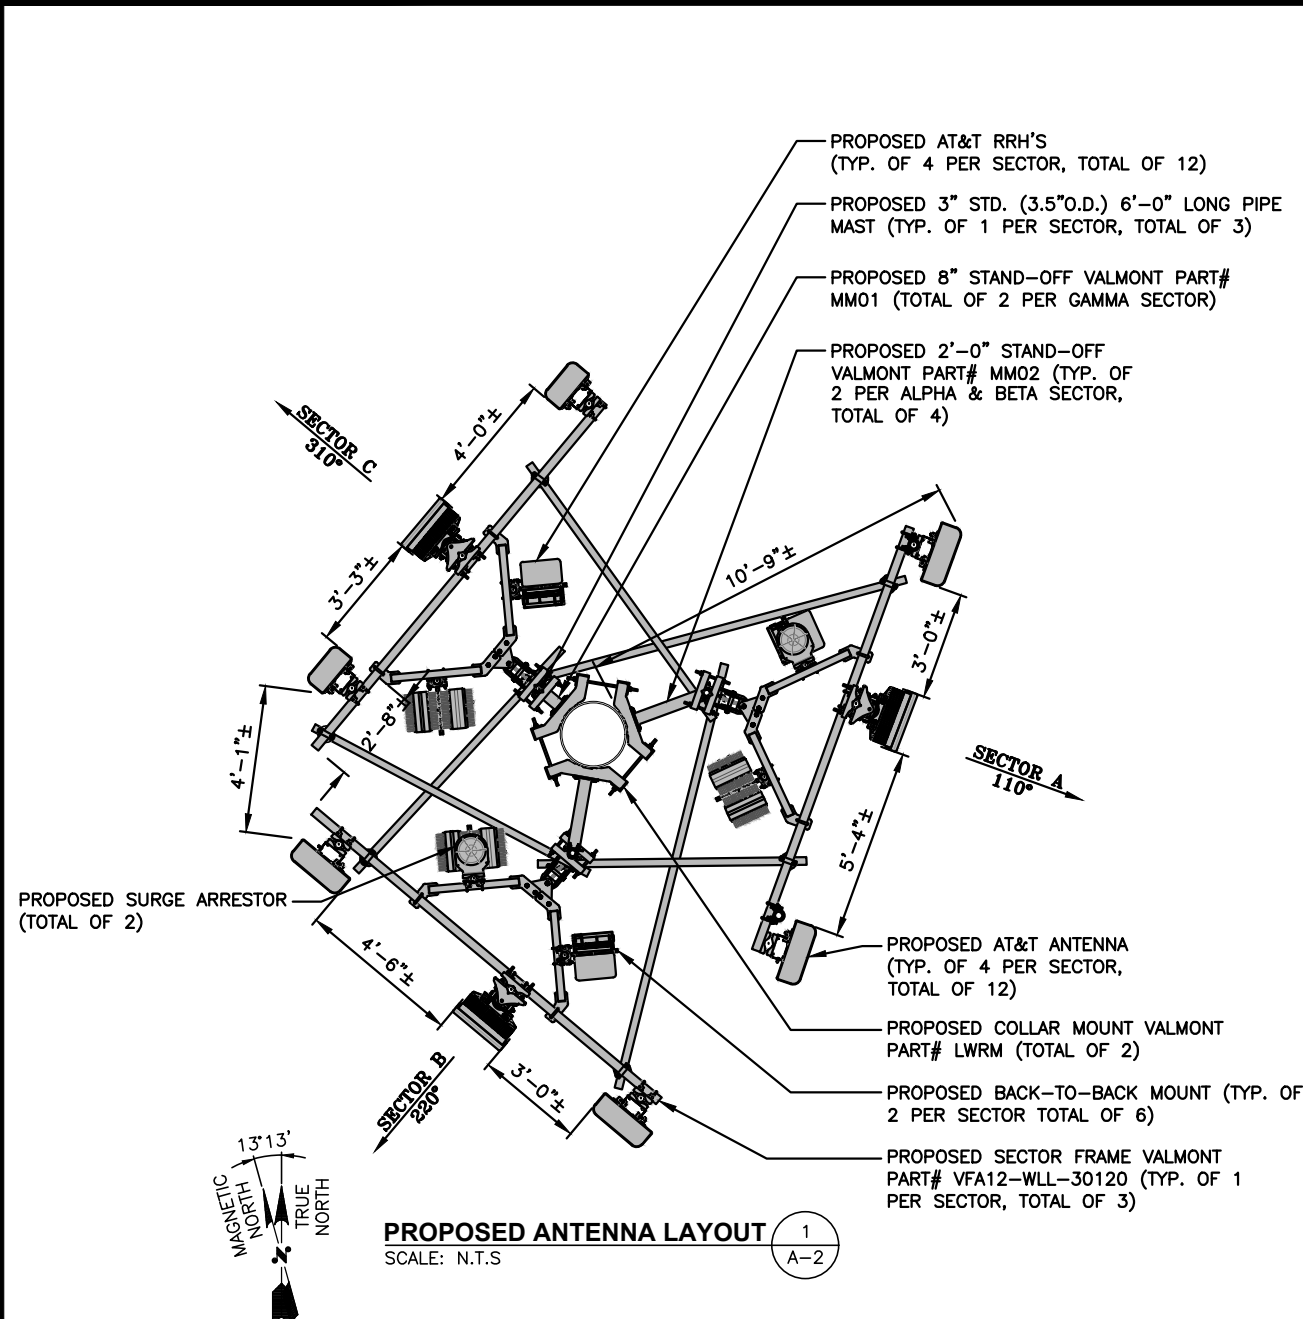 PROPOSED AT&T RRH'S
(TYP. OF 4 PER SECTOR, TOTAL OF 12)
PROPOSED 3" STD. (3.5"O.D.) 6'-0" LONG PIPE
MAST (TYP. OF 1 PER SECTOR, TOTAL OF 3)
PROPOSED 8" STAND-OFF VALMONT PART#
MM01 (TOTAL OF 2 PER GAMMA SECTOR)
PROPOSED 2'-0" STAND-OFF
VALMONT PART# MM02 (TYP. OF
2 PER ALPHA & BETA SECTOR,
TOTAL OF 4)
SECTOR C
310°
4'-0"±
3'-3"±
10'-9"±
3'-0"±
2'-8"±
4'-1"±
SECTOR A
110°
5'-4"±
PROPOSED SURGE ARRESTOR
(TOTAL OF 2)
4'-6"±
PROPOSED AT&T ANTENNA
(TYP. OF 4 PER SECTOR,
TOTAL OF 12)
PROPOSED COLLAR MOUNT VALMONT
PART# LWRM (TOTAL OF 2)
SECTOR B
220°
3'-0"±
PROPOSED BACK-TO-BACK MOUNT (TYP. OF
2 PER SECTOR TOTAL OF 6)
PROPOSED SECTOR FRAME VALMONT
PART# VFA12-WLL-30120 (TYP. OF 1
PER SECTOR, TOTAL OF 3)
13°13'
MAGNETIC
NORTH
TRUE
NORTH
N
PROPOSED ANTENNA LAYOUT
SCALE: N.T.S
1
A-2